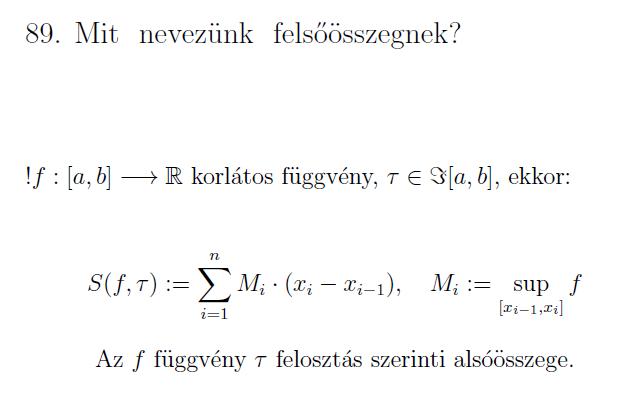 89. Mit nevezünk felsőösszegnek?
!f : [a, b] ⟶ ℝ korlátos függvény, τ ∈ ℑ[a, b], ekkor:
S(f, τ) := ∑_{i=1}^{n} M_i · (x_i − x_{i−1}), M_i := sup_{[x_{i−1}, x_i]} f
Az f függvény τ felosztás szerinti alsóösszege.